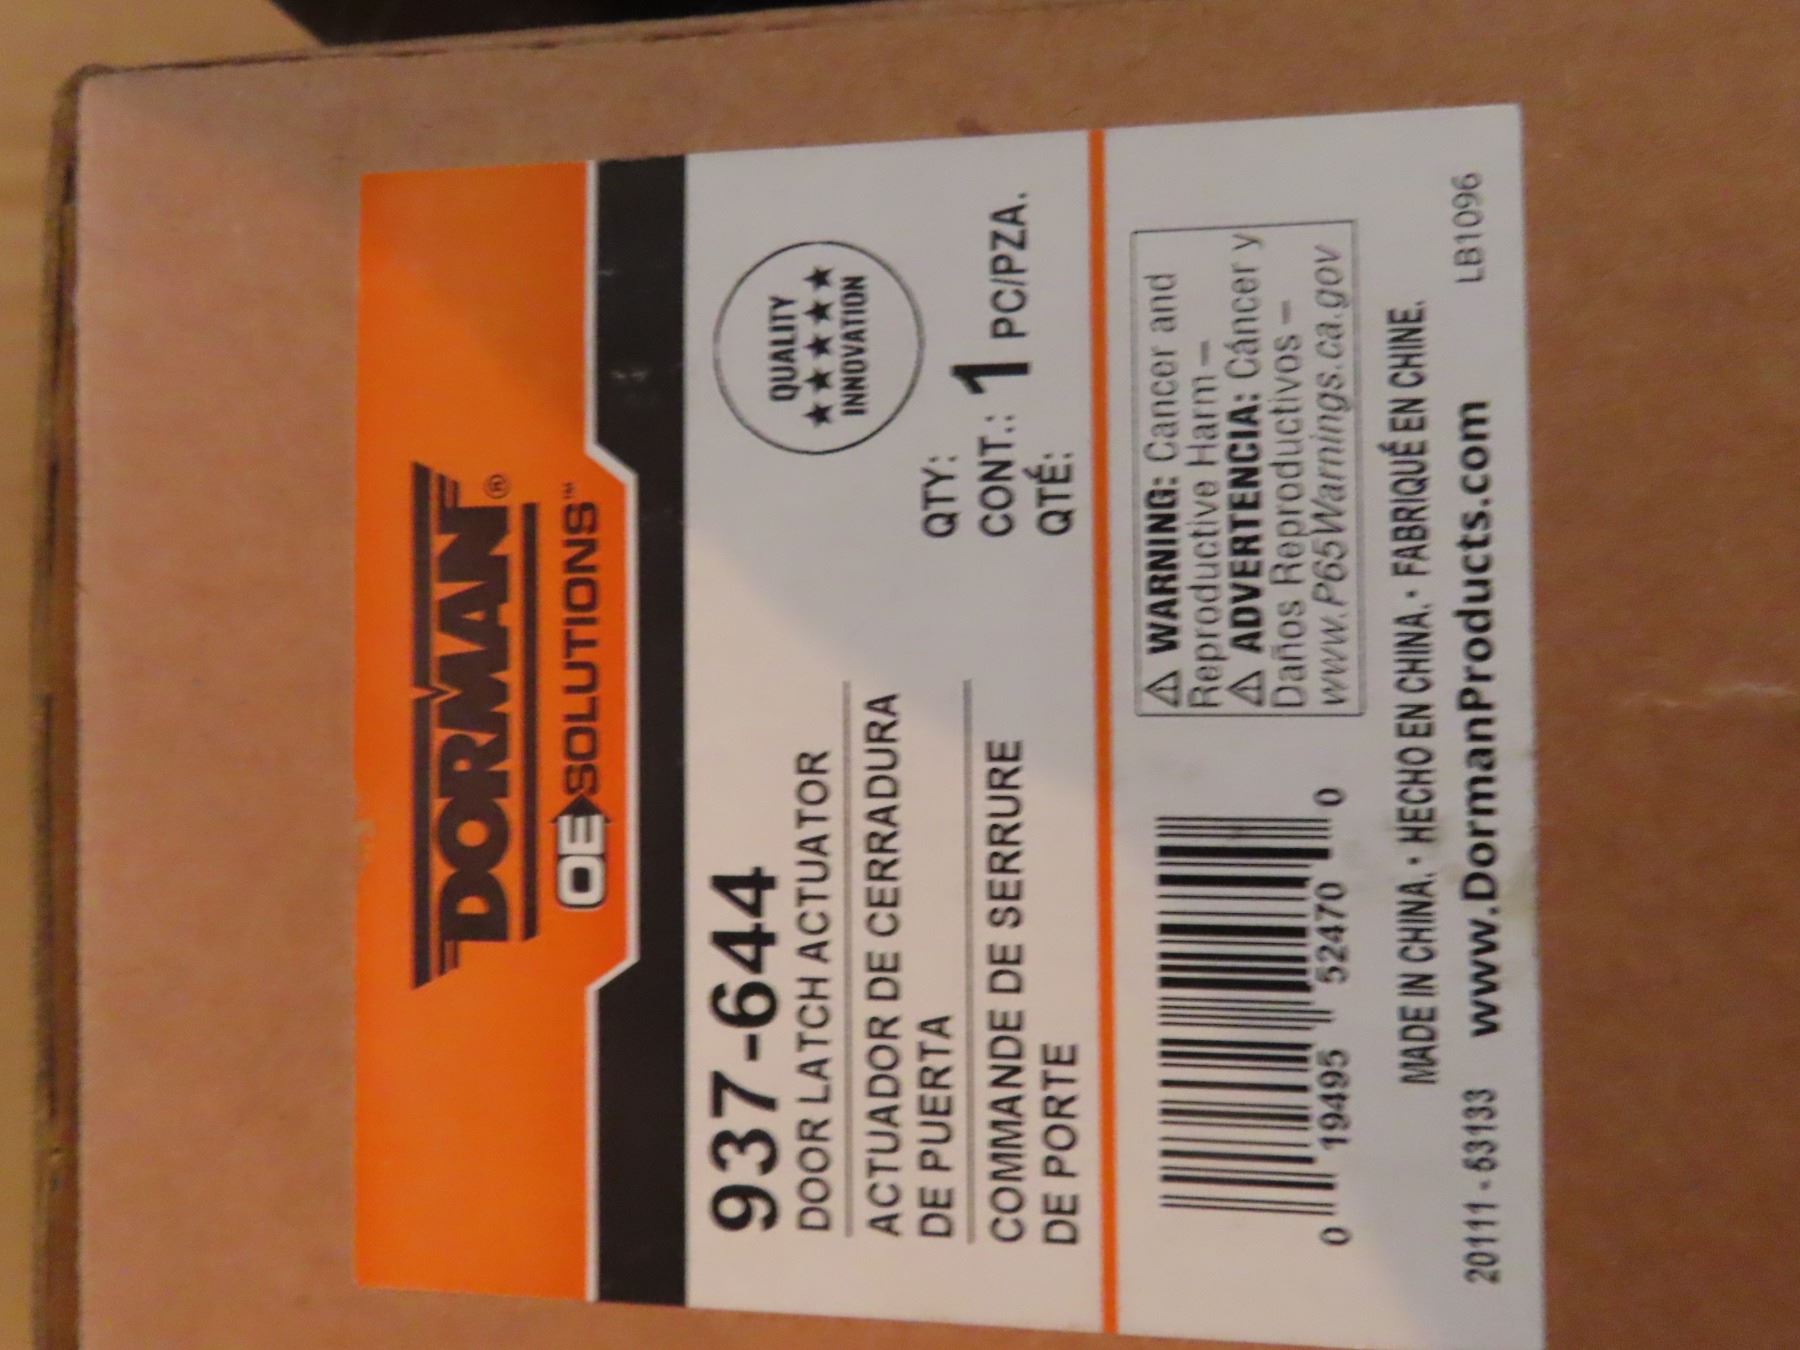 DORMAN®
OE SOLUTIONS™
937-644
DOOR LATCH ACTUATOR
ACTUADOR DE CERRADURA
DE PUERTA
COMMANDE DE SERRURE
DE PORTE
QUALITY
★★★★★
INNOVATION
QTY:
CONT.: 1 PC/PZA.
QTÉ:
0 19495 52470 0
⚠ WARNING: Cancer and
Reproductive Harm –
⚠ ADVERTENCIA: Cáncer y
Daños Reproductivos –
www.P65Warnings.ca.gov
MADE IN CHINA. • HECHO EN CHINA. • FABRIQUÉ EN CHINE.
20111 - 53133 www.DormanProducts.com LB1096